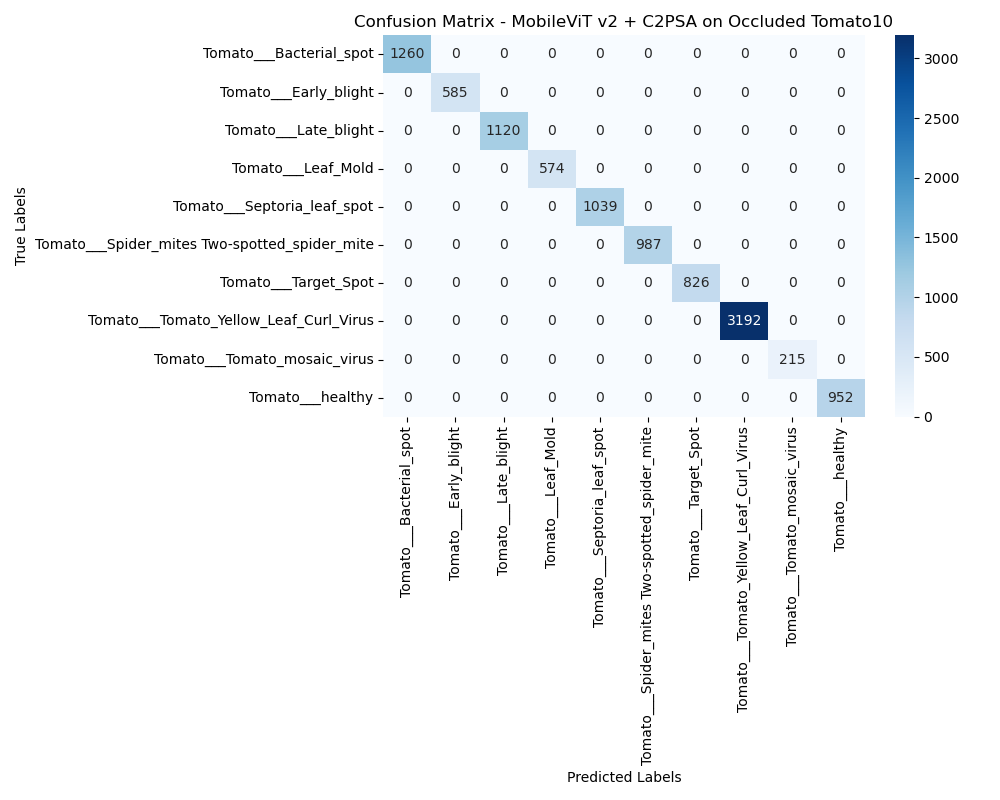 Confusion Matrix - MobileViT v2 + C2PSA on Occluded Tomato10
True Labels
Tomato___Bacterial_spot 1260 0 0 0 0 0 0 0 0 0
Tomato___Early_blight 0 585 0 0 0 0 0 0 0 0
Tomato___Late_blight 0 0 1120 0 0 0 0 0 0 0
Tomato___Leaf_Mold 0 0 0 574 0 0 0 0 0 0
Tomato___Septoria_leaf_spot 0 0 0 0 1039 0 0 0 0 0
Tomato___Spider_mites Two-spotted_spider_mite 0 0 0 0 0 987 0 0 0 0
Tomato___Target_Spot 0 0 0 0 0 0 826 0 0 0
Tomato___Tomato_Yellow_Leaf_Curl_Virus 0 0 0 0 0 0 0 3192 0 0
Tomato___Tomato_mosaic_virus 0 0 0 0 0 0 0 0 215 0
Tomato___healthy 0 0 0 0 0 0 0 0 0 952
Tomato___Bacterial_spot
Tomato___Early_blight
Tomato___Late_blight
Tomato___Leaf_Mold
Tomato___Septoria_leaf_spot
Tomato___Spider_mites Two-spotted_spider_mite
Tomato___Target_Spot
Tomato___Tomato_Yellow_Leaf_Curl_Virus
Tomato___Tomato_mosaic_virus
Tomato___healthy
Predicted Labels
3000
2500
2000
1500
1000
500
0